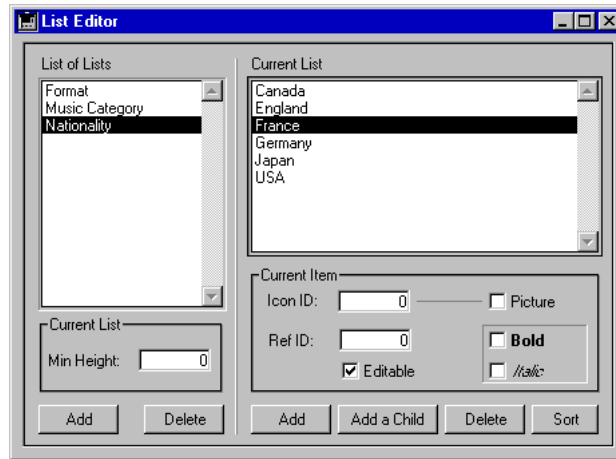 List Editor
List of Lists
Format
Music Category
Nationality
Current List
Min Height: 0
Add Delete
Current List
Canada
England
France
Germany
Japan
USA
Current Item
Icon ID: 0 Picture
Ref ID: 0 Bold
Editable Italic
Add Add a Child Delete Sort